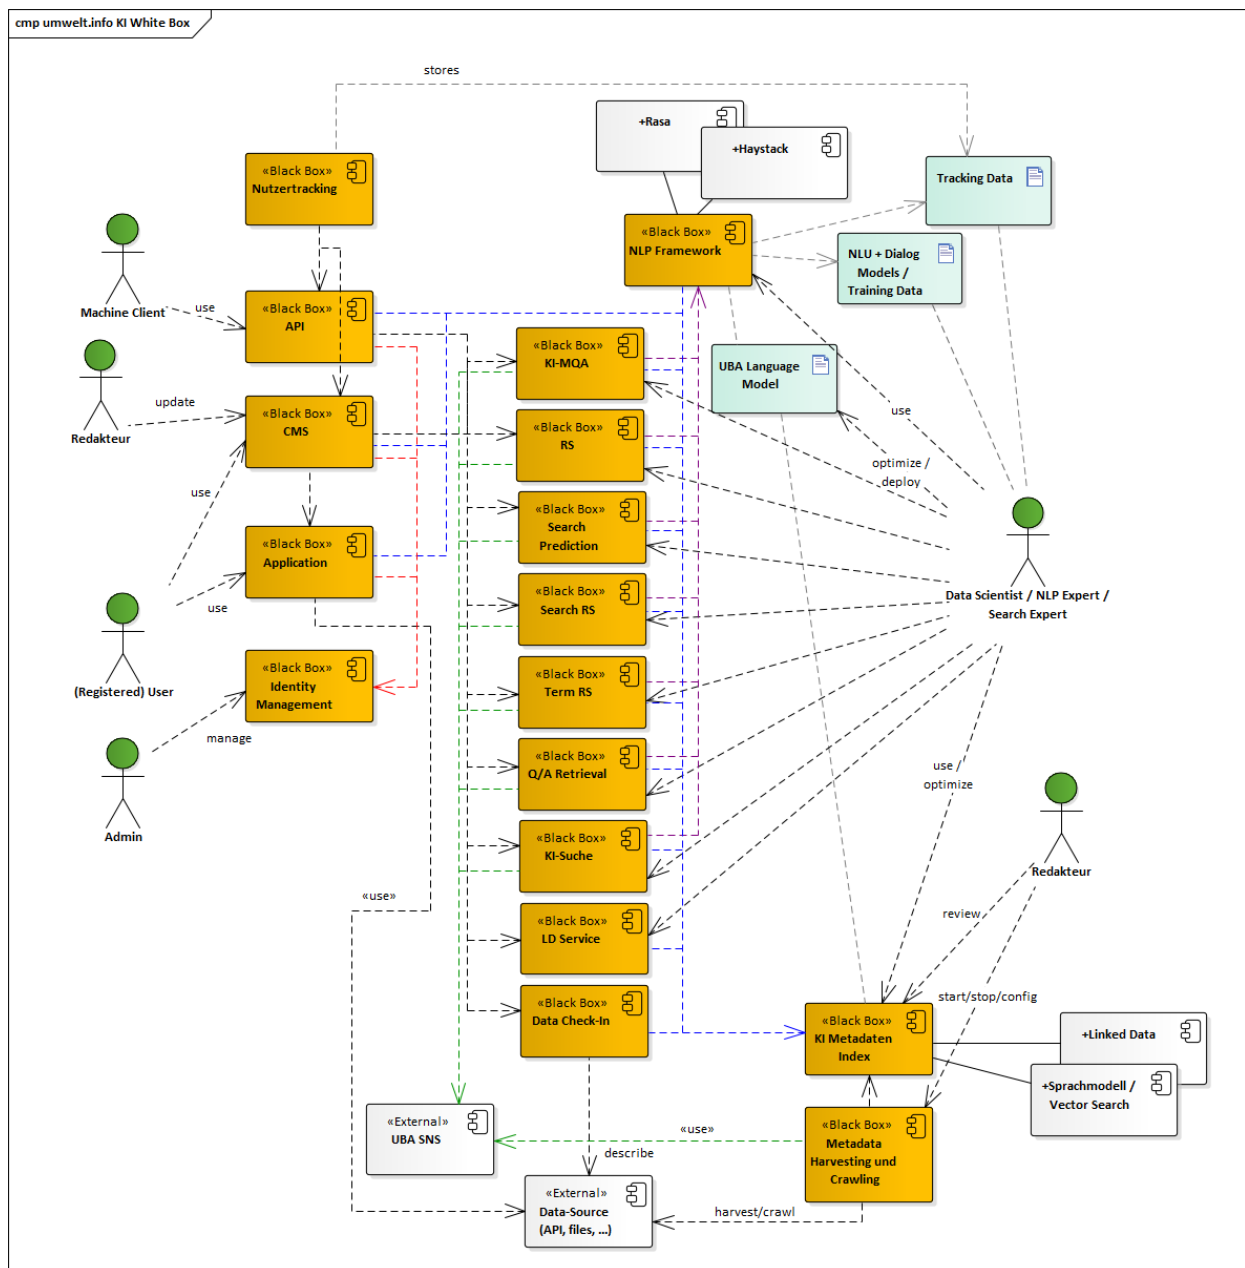 cmp umwelt.info KI White Box
stores
+Rasa
+Haystack
«Black Box»
Nutzertracking
Tracking Data
«Black Box»
NLP Framework
NLU + Dialog
Models /
Training Data
Machine Client
use
«Black Box»
API
«Black Box»
KI-MQA
UBA Language
Model
Redakteur
update
«Black Box»
CMS
«Black Box»
RS
use
optimize /
deploy
use
«Black Box»
Search
Prediction
«Black Box»
Application
use
«Black Box»
Search RS
Data Scientist / NLP Expert /
Search Expert
(Registered) User
«Black Box»
Identity
Management
«Black Box»
Term RS
manage
Admin
«Black Box»
Q/A Retrieval
use /
optimize
«Black Box»
KI-Suche
Redakteur
«use»
«Black Box»
LD Service
review
start/stop/config
«Black Box»
Data Check-In
«Black Box»
KI Metadaten
Index
+Linked Data
+Sprachmodell /
Vector Search
«External»
UBA SNS
«use»
describe
«Black Box»
Metadata
Harvesting und
Crawling
«External»
Data-Source
(API, files, ...)
harvest/crawl